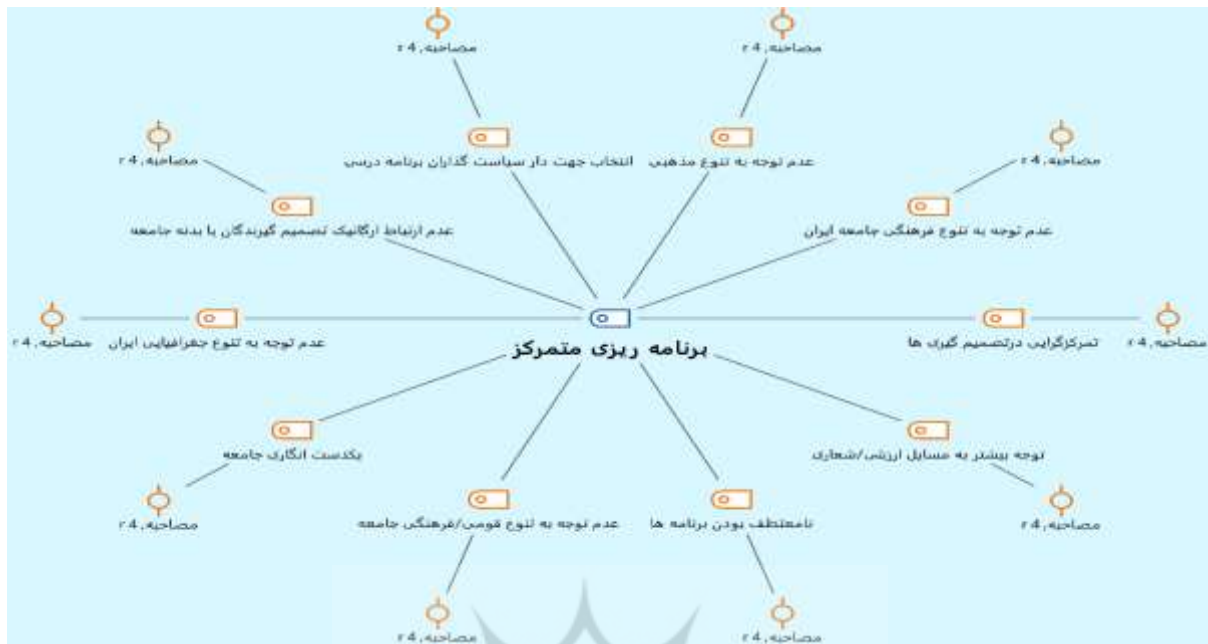 مصاحبه, r 4
مصاحبه, r 4
عدم توجه به تنوع مذهبی
انتخاب جهت دار سیاست گذاران برنامه درسی
مصاحبه, r 4
مصاحبه, r 4
عدم توجه به تنوع فرهنگی جامعه ایران
عدم ارتباط ارگانیک تصمیم گیرندگان با بدنه جامعه
مصاحبه, r 4
تمرکزگرایی درتصمیم گیری ها
برنامه ریزی متمرکز
عدم توجه به تنوع جغرافیایی ایران
مصاحبه, r 4
توجه بیشتر به مسایل ارزشی/شعاری
یکدست انگاری جامعه
مصاحبه, r 4
مصاحبه, r 4
نامعتطف بودن برنامه ها
عدم توجه به تنوع قومی/فرهنگی جامعه
مصاحبه, r 4
مصاحبه, r 4